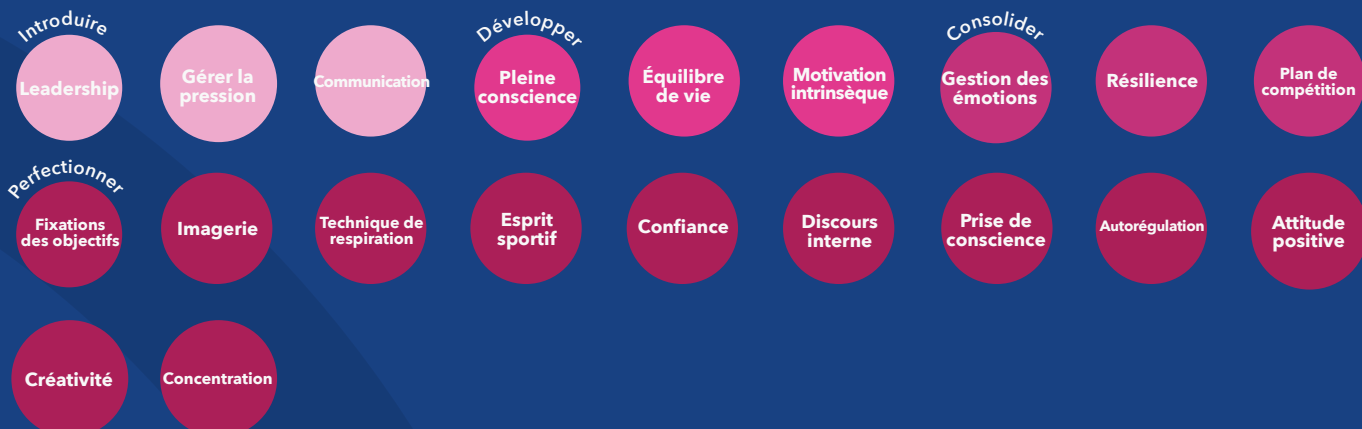 Introduire
Leadership
Gérer la
pression
Communication
Développer
Pleine
conscience
Équilibre
de vie
Motivation
intrinsèque
Consolider
Gestion des
émotions
Résilience
Plan de
compétition
Perfectionner
Fixations
des objectifs
Imagerie
Technique de
respiration
Esprit
sportif
Confiance
Discours
interne
Prise de
conscience
Autorégulation
Attitude
positive
Créativité
Concentration